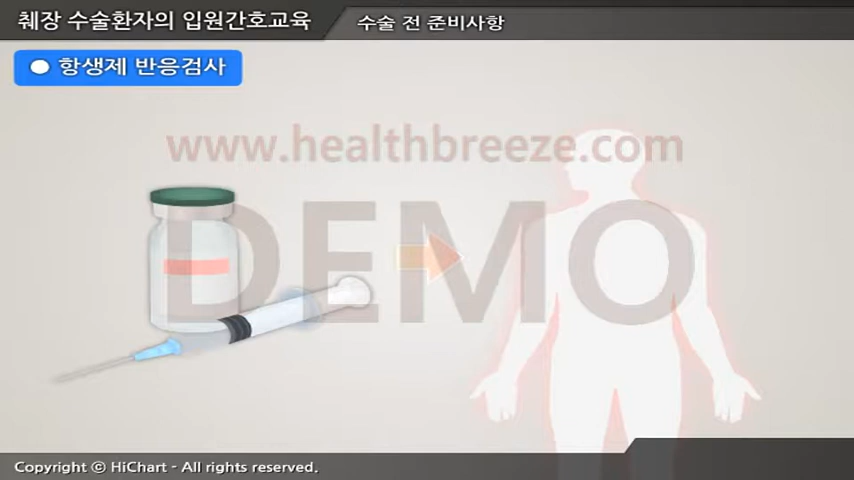 췌장 수술환자의 입원간호교육
수술 전 준비사항
● 항생제 반응검사
www.healthbreeze.com
DEMO
Copyright ⓒ HiChart - All rights reserved.